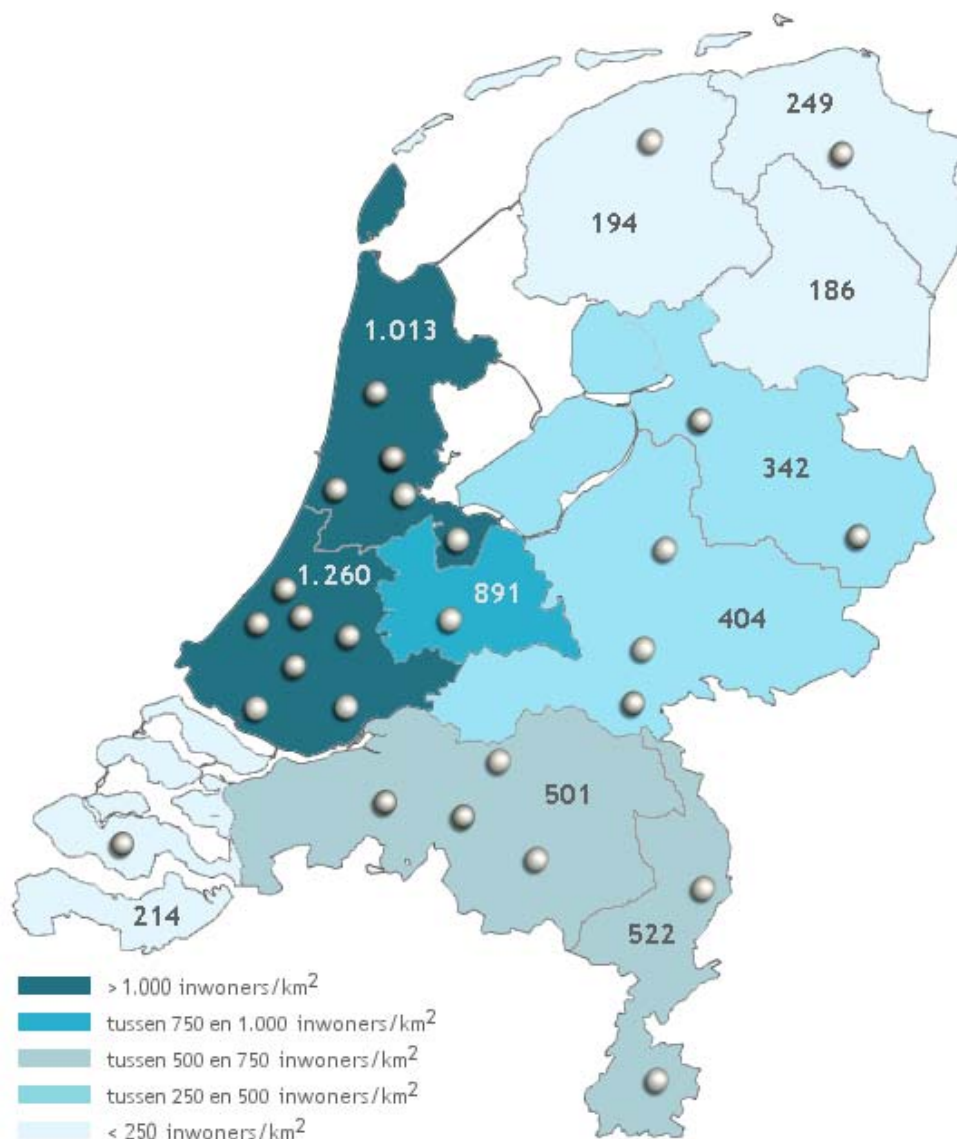 249
194
186
1.013
342
1.260
891
404
501
214
522
> 1.000 inwoners/km²
tussen 750 en 1.000 inwoners/km²
tussen 500 en 750 inwoners/km²
tussen 250 en 500 inwoners/km²
< 250 inwoners/km²